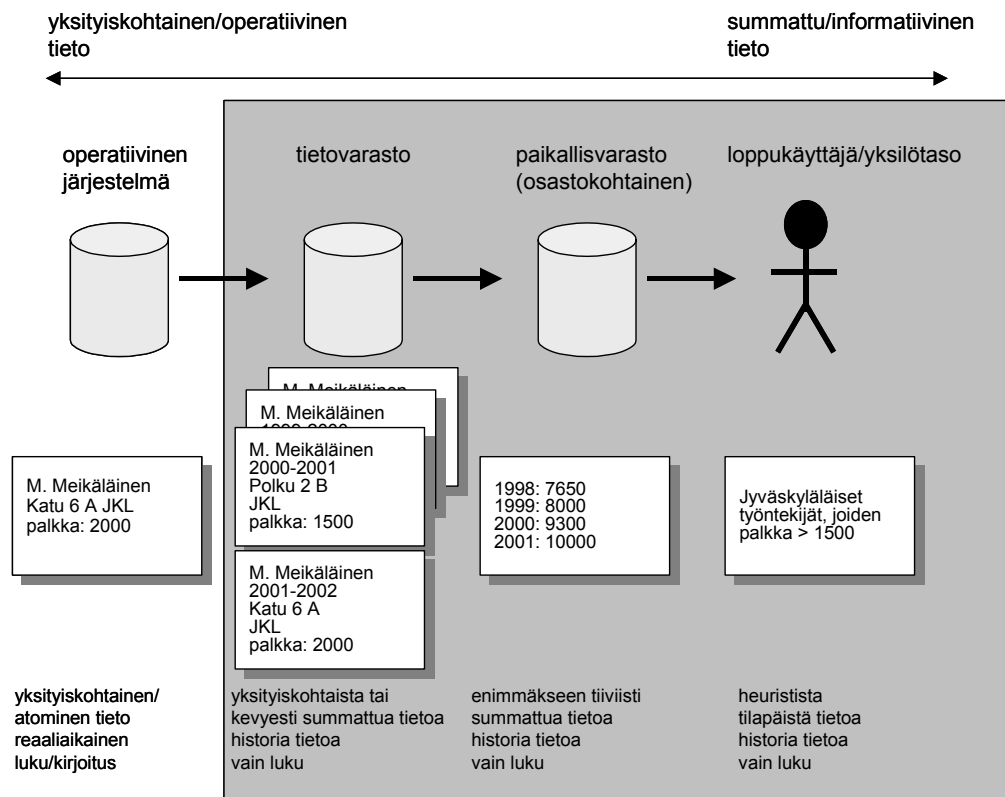 yksityiskohtainen/operatiivinen
tieto
summattu/informatiivinen
tieto
operatiivinen
järjestelmä
tietovarasto
paikallisvarasto
(osastokohtainen)
loppukäyttäjä/yksilötaso
M. Meikäläinen
Katu 6 A JKL
palkka: 2000
M. Meikäläinen
M. Meikäläinen
1999-2000
M. Meikäläinen
2000-2001
Polku 2 B
JKL
palkka: 1500
M. Meikäläinen
2001-2002
Katu 6 A
JKL
palkka: 2000
1998: 7650
1999: 8000
2000: 9300
2001: 10000
Jyväskyläläiset
työntekijät, joiden
palkka > 1500
yksityiskohtainen/
atominen tieto
reaaliaikainen
luku/kirjoitus
yksityiskohtaista tai
kevyesti summattua tietoa
historia tietoa
vain luku
enimmäkseen tiiviisti
summattua tietoa
historia tietoa
vain luku
heuristista
tilapäistä tietoa
historia tietoa
vain luku